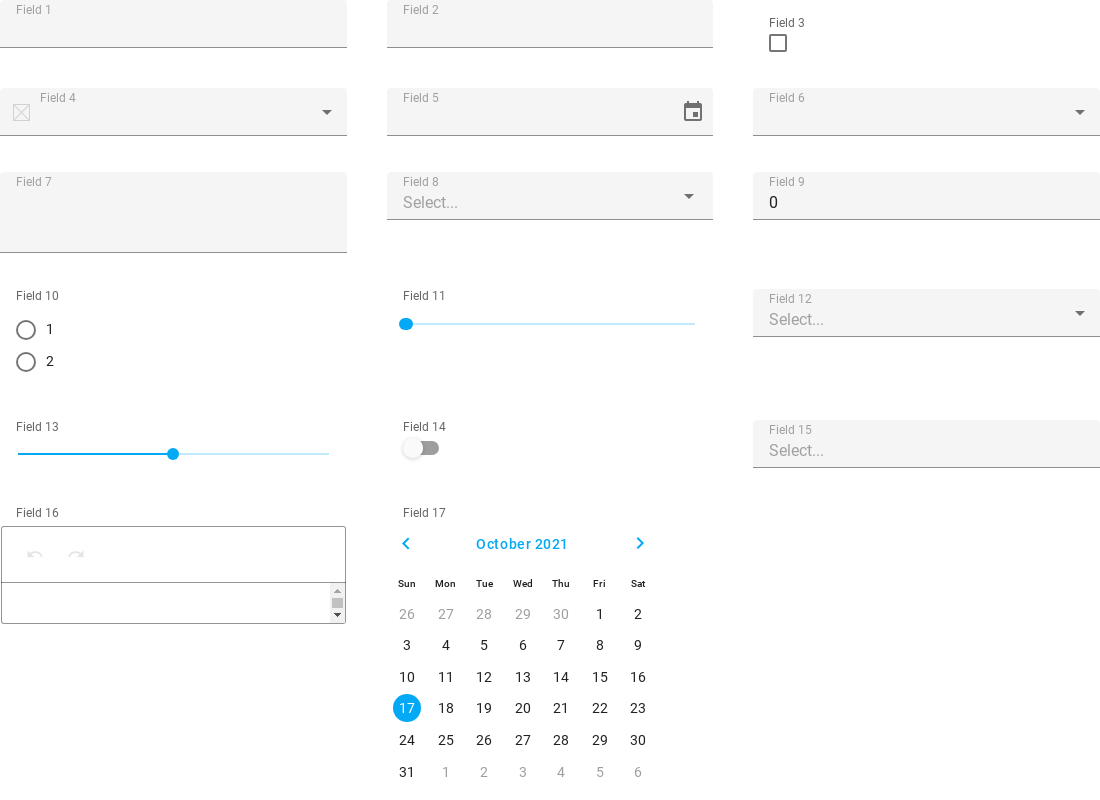 Field 1
Field 2
Field 3
Field 4
Field 5
Field 6
Field 7
Field 8
Select...
Field 9
0
Field 10
1
2
Field 11
Field 12
Select...
Field 13
Field 14
Field 15
Select...
Field 16
Field 17
October 2021
Sun Mon Tue Wed Thu Fri Sat
26 27 28 29 30 1 2
3 4 5 6 7 8 9
10 11 12 13 14 15 16
17 18 19 20 21 22 23
24 25 26 27 28 29 30
31 1 2 3 4 5 6